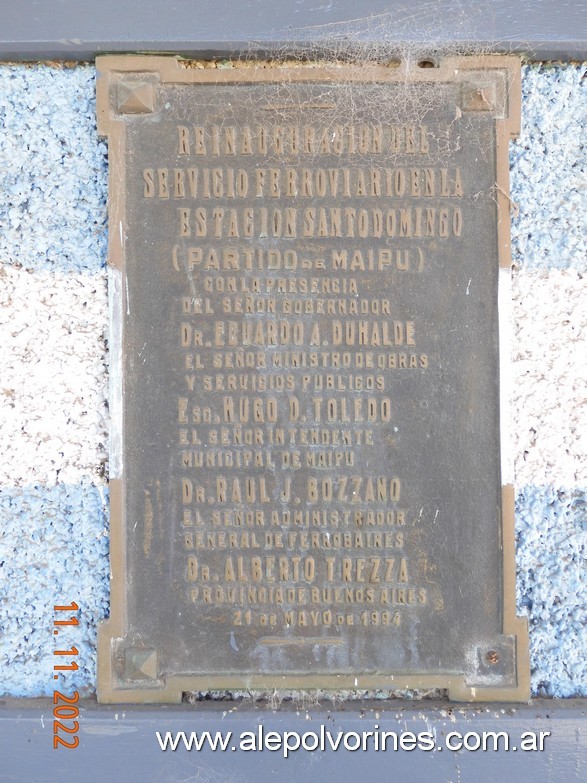 REINAUGURACION DEL
SERVICIO FERROVIARIO EN LA
ESTACION SANTO DOMINGO
(PARTIDO DE MAIPU)
CON LA PRESENCIA
DEL SEÑOR GOBERNADOR
DR. EDUARDO A. DUHALDE
EL SEÑOR MINISTRO DE OBRAS
Y SERVICIOS PUBLICOS
ESC. HUGO D. TOLEDO
EL SEÑOR INTENDENTE
MUNICIPAL DE MAIPU
DR. RAUL J. BOZZANO
EL SEÑOR ADMINISTRADOR
GENERAL DE FERROBAIRES
DR. ALBERTO TREZZA
PROVINCIA DE BUENOS AIRES
21 DE MAYO DE 1994
11.11.2022
www.alepolvorines.com.ar